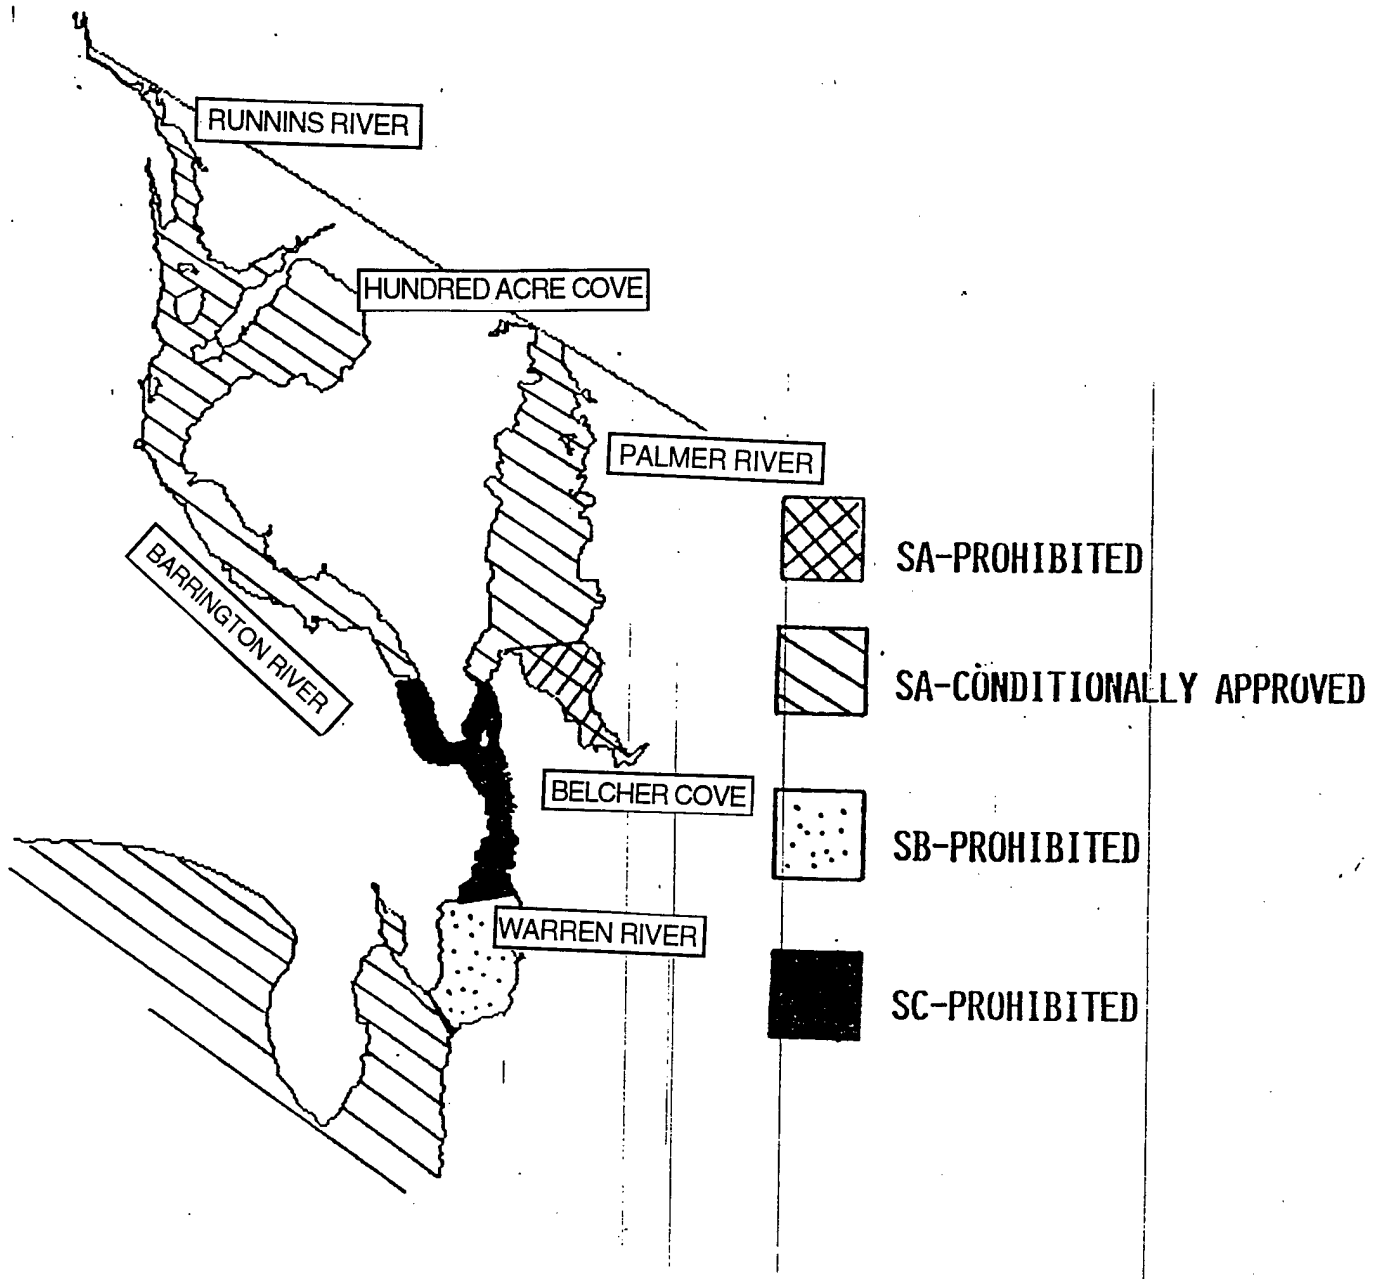 RUNNINS RIVER
HUNDRED ACRE COVE
PALMER RIVER
BARRINGTON RIVER
BELCHER COVE
WARREN RIVER
SA-PROHIBITED
SA-CONDITIONALLY APPROVED
SB-PROHIBITED
SC-PROHIBITED